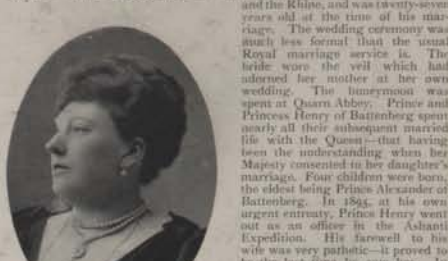 and the Rhine, and was twenty-seven
years old at the time of his mar-
riage. The wedding ceremony was
much less formal than the usual
Royal marriage service is. The
bride wore the veil which had
adorned her mother at her own
wedding. The honeymoon was
spent at Quarn Abbey. Prince and
Princess Henry of Battenberg spent
nearly all their subsequent married
life with the Queen—that having
been the understanding when her
Majesty consented to her daughter's
marriage. Four children were born,
the eldest being Prince Alexander of
Battenberg. In 1895, at his own
urgent entreaty, Prince Henry went
out as an officer in the Ashanti
Expedition. His farewell to his
wife was very pathetic—it proved to